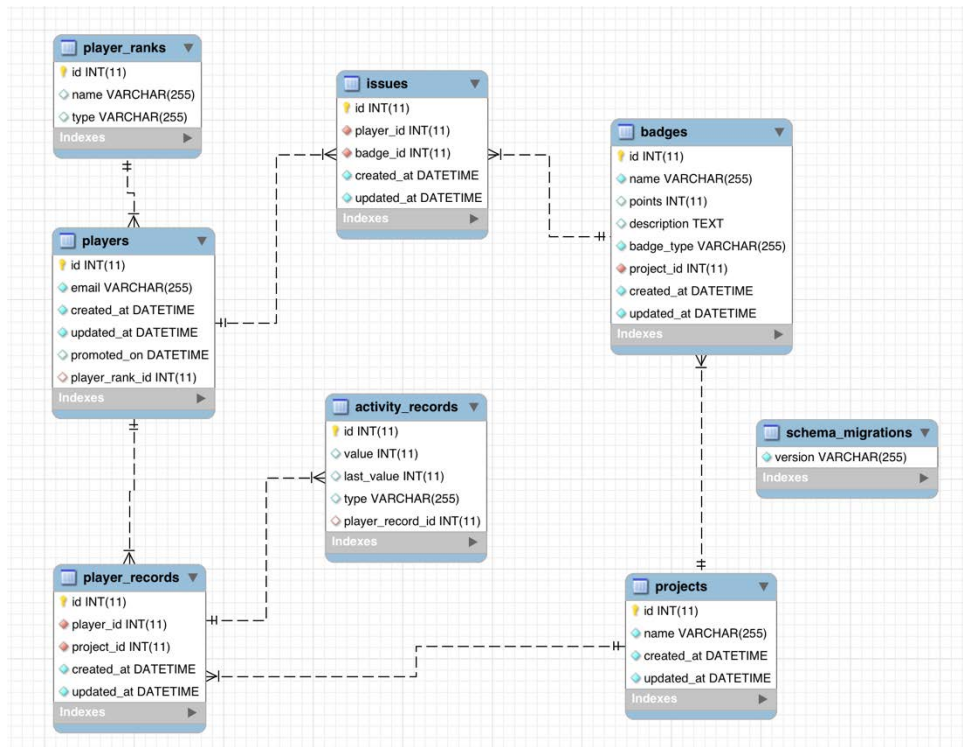 player_ranks
id INT(11)
name VARCHAR(255)
type VARCHAR(255)
Indexes
issues
id INT(11)
player_id INT(11)
badge_id INT(11)
created_at DATETIME
updated_at DATETIME
Indexes
badges
id INT(11)
name VARCHAR(255)
points INT(11)
description TEXT
badge_type VARCHAR(255)
project_id INT(11)
created_at DATETIME
updated_at DATETIME
Indexes
players
id INT(11)
email VARCHAR(255)
created_at DATETIME
updated_at DATETIME
promoted_on DATETIME
player_rank_id INT(11)
Indexes
activity_records
id INT(11)
value INT(11)
last_value INT(11)
type VARCHAR(255)
player_record_id INT(11)
Indexes
schema_migrations
version VARCHAR(255)
Indexes
player_records
id INT(11)
player_id INT(11)
project_id INT(11)
created_at DATETIME
updated_at DATETIME
Indexes
projects
id INT(11)
name VARCHAR(255)
created_at DATETIME
updated_at DATETIME
Indexes